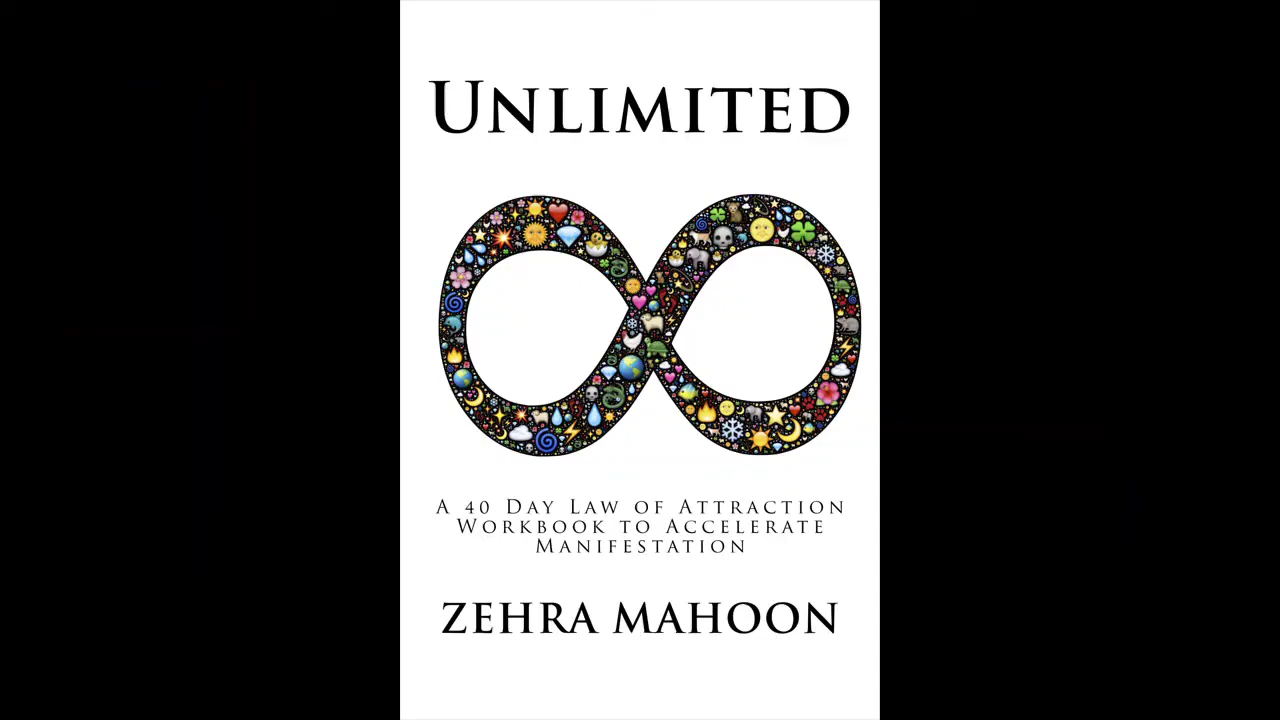 Unlimited
A 40 Day Law of Attraction
Workbook to Accelerate
Manifestation
ZEHRA MAHOON